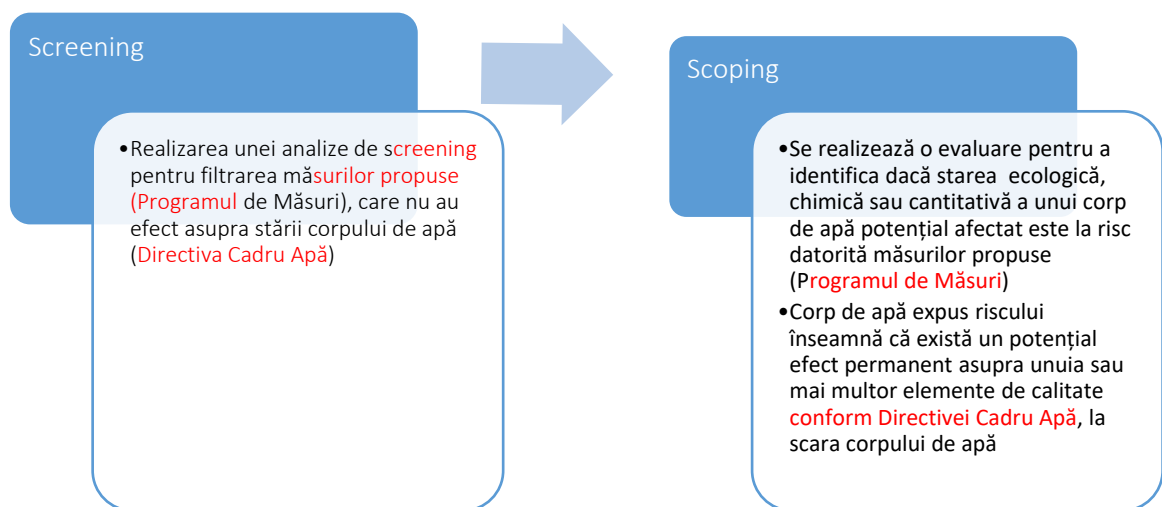 Screening
•Realizarea unei analize de screening
pentru filtrarea măsurilor propuse
(Programul de Măsuri), care nu au
efect asupra stării corpului de apă
(Directiva Cadru Apă)
Scoping
•Se realizează o evaluare pentru a
identifica dacă starea ecologică,
chimică sau cantitativă a unui corp
de apă potențial afectat este la risc
datorită măsurilor propuse
(Programul de Măsuri)
•Corp de apă expus riscului
înseamnă că există un potențial
efect permanent asupra unuia sau
mai multor elemente de calitate
conform Directivei Cadru Apă, la
scara corpului de apă